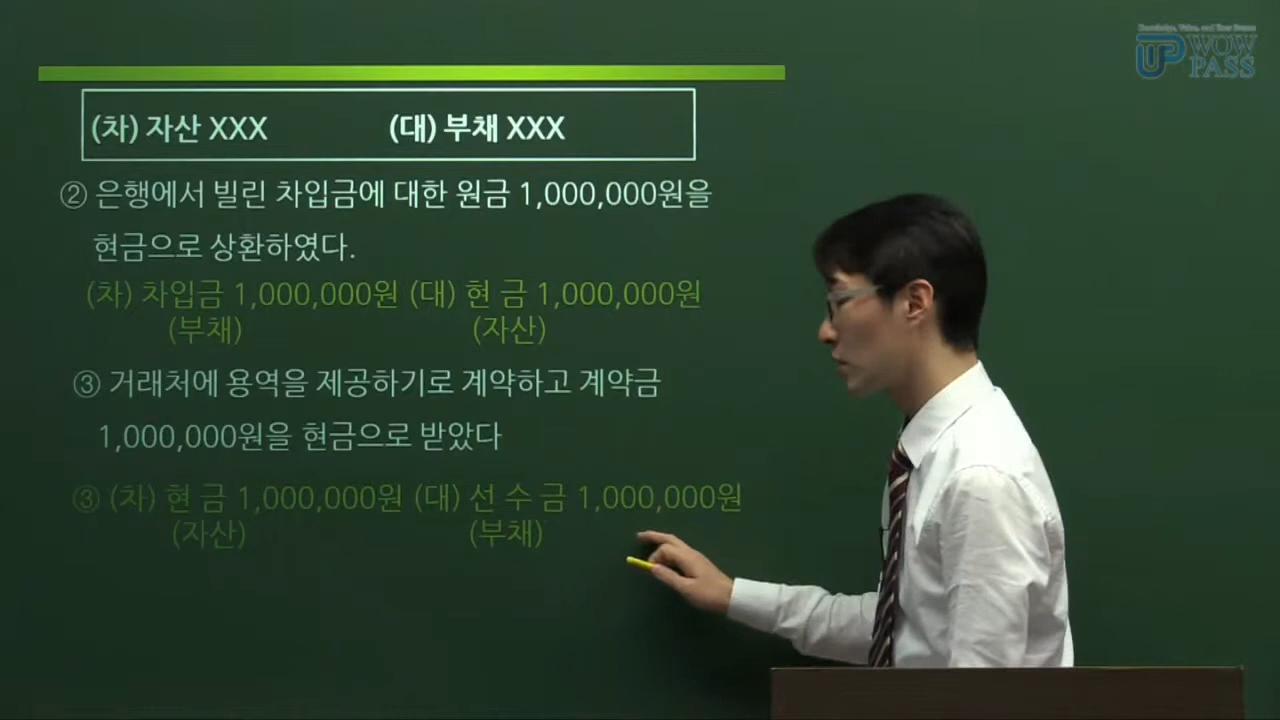 WOW
PASS
(차) 자산 XXX (대) 부채 XXX
② 은행에서 빌린 차입금에 대한 원금 1,000,000원을
현금으로 상환하였다.
(차) 차입금 1,000,000원 (대) 현 금 1,000,000원
(부채) (자산)
③ 거래처에 용역을 제공하기로 계약하고 계약금
1,000,000원을 현금으로 받았다
③ (차) 현 금 1,000,000원 (대) 선 수 금 1,000,000원
(자산) (부채)